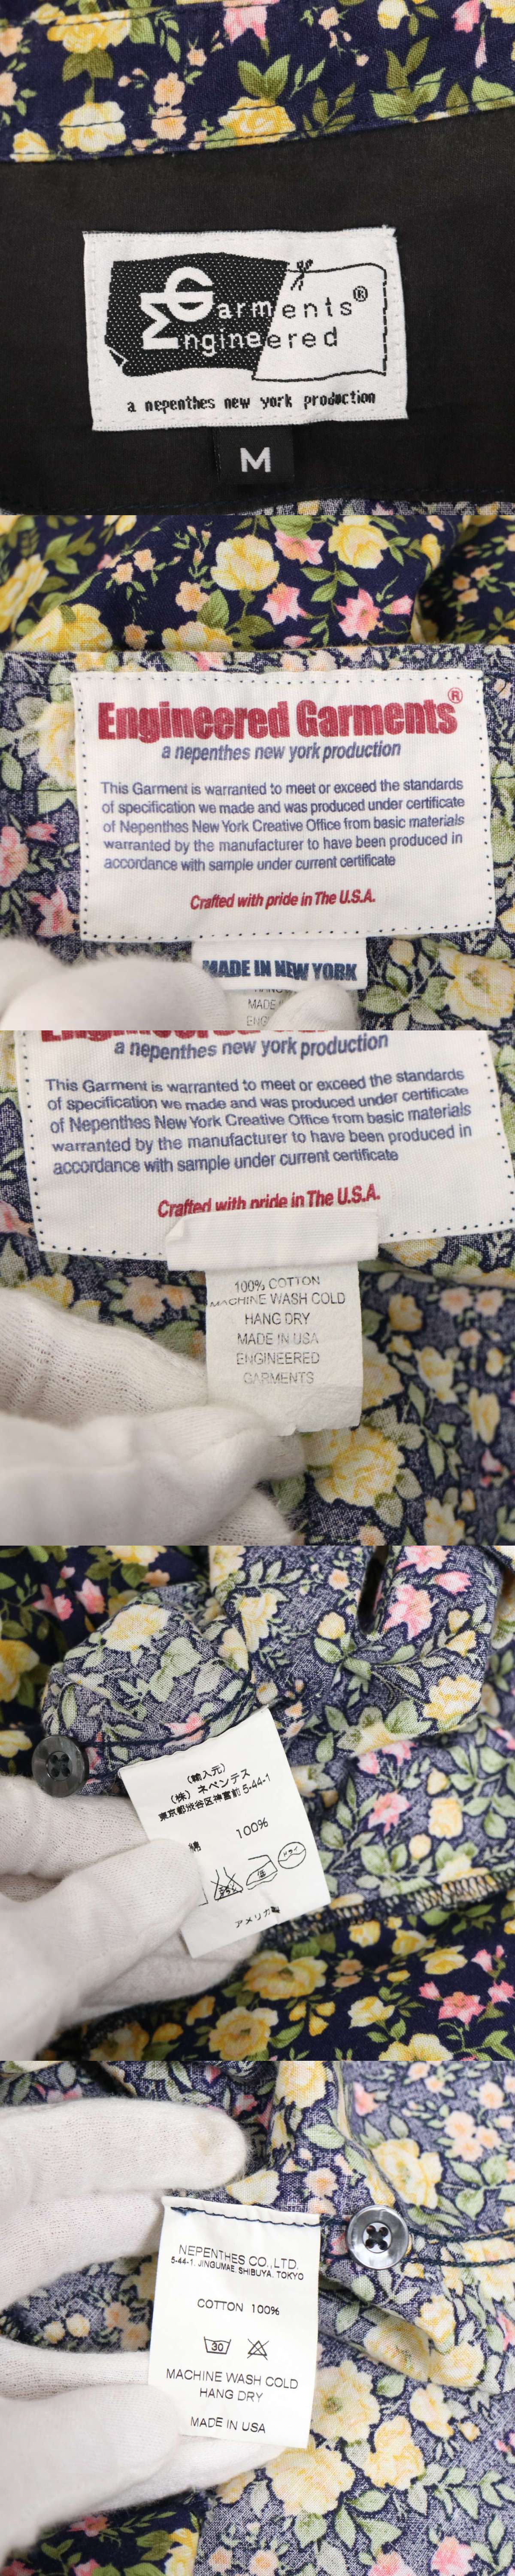 Garments®
Engineered
a nepenthes new york production
M
Engineered Garments®
a nepenthes new york production
This Garment is warranted to meet or exceed the standards
of specification we made and was produced under certificate
of Nepenthes New York Creative Office from basic materials
warranted by the manufacturer to have been produced in
accordance with sample under current certificate
Crafted with pride in The U.S.A.
MADE IN NEW YORK
MADE
ENG
a nepenthes new york production
This Garment is warranted to meet or exceed the standards
of specification we made and was produced under certificate
of Nepenthes New York Creative Office from basic materials
warranted by the manufacturer to have been produced in
accordance with sample under current certificate
Crafted with pride in The U.S.A.
100% COTTON
MACHINE WASH COLD
HANG DRY
MADE IN USA
ENGINEERED
GARMENTS
(輸入元)
(株) ネペンテス
東京都渋谷区神宮前 5-44-1
綿 100%
低
ドライ
アメリカ製
NEPENTHES CO.,LTD.
5-44-1. JINGUMAE. SHIBUYA. TOKYO
COTTON 100%
30
MACHINE WASH COLD
HANG DRY
MADE IN USA